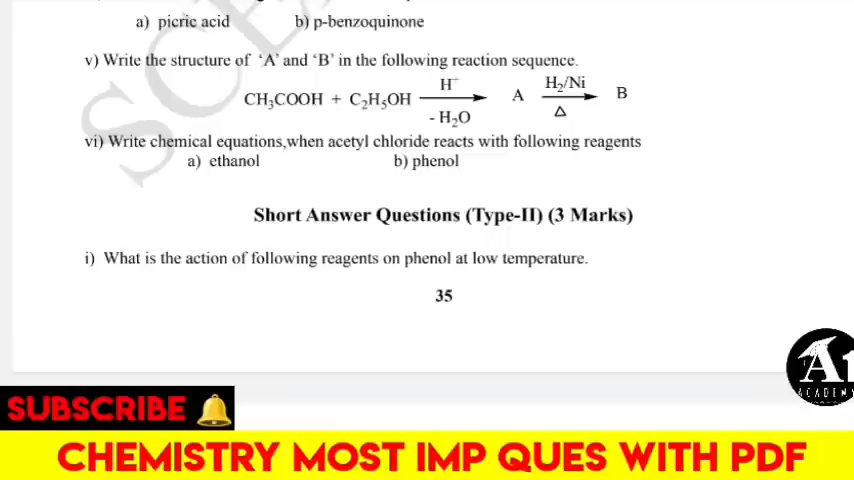 a) picric acid b) p-benzoquinone
v) Write the structure of ‘A’ and ‘B’ in the following reaction sequence.
CH₃COOH + C₂H₅OH H⁺ - H₂O A H₂/Ni Δ B
vi) Write chemical equations,when acetyl chloride reacts with following reagents
a) ethanol b) phenol
Short Answer Questions (Type-II) (3 Marks)
i) What is the action of following reagents on phenol at low temperature.
35
A1
ACADEMY
SUBSCRIBE
CHEMISTRY MOST IMP QUES WITH PDF